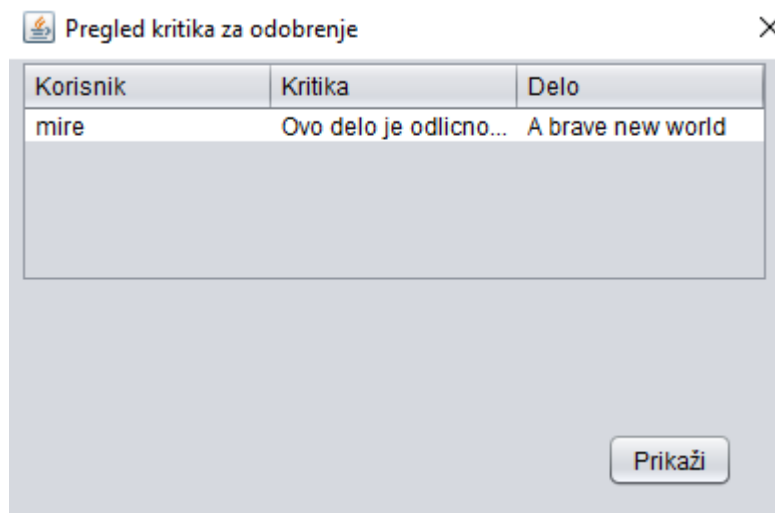 Pregled kritika za odobrenje
Korisnik Kritika Delo
mire Ovo delo je odlicno... A brave new world
Prikaži